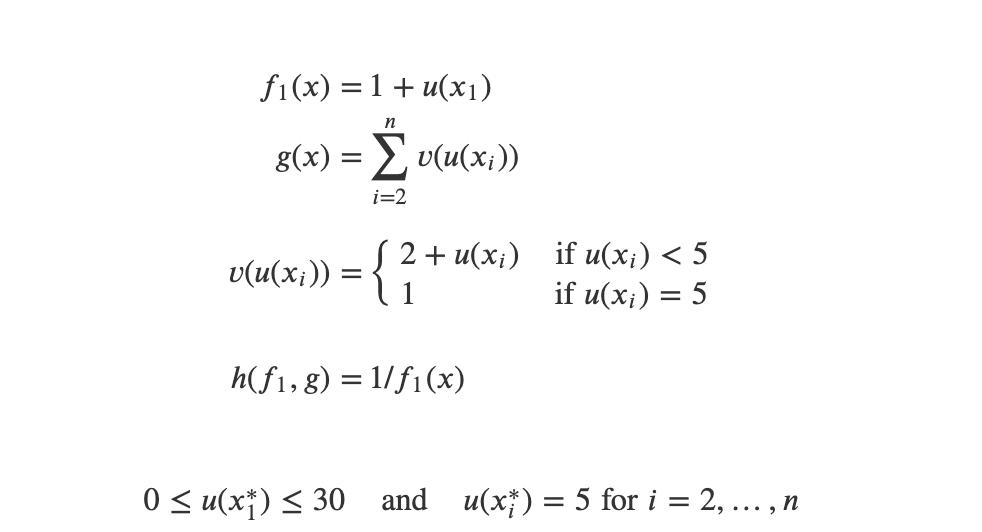 f₁(x) = 1 + u(x₁)
g(x) = ∑ⁿᵢ₌₂ v(u(xᵢ))
v(u(xᵢ)) = { 2 + u(xᵢ) if u(xᵢ) < 5
1 if u(xᵢ) = 5
h(f₁, g) = 1/f₁(x)
0 ≤ u(x₁*) ≤ 30 and u(xᵢ*) = 5 for i = 2, … , n